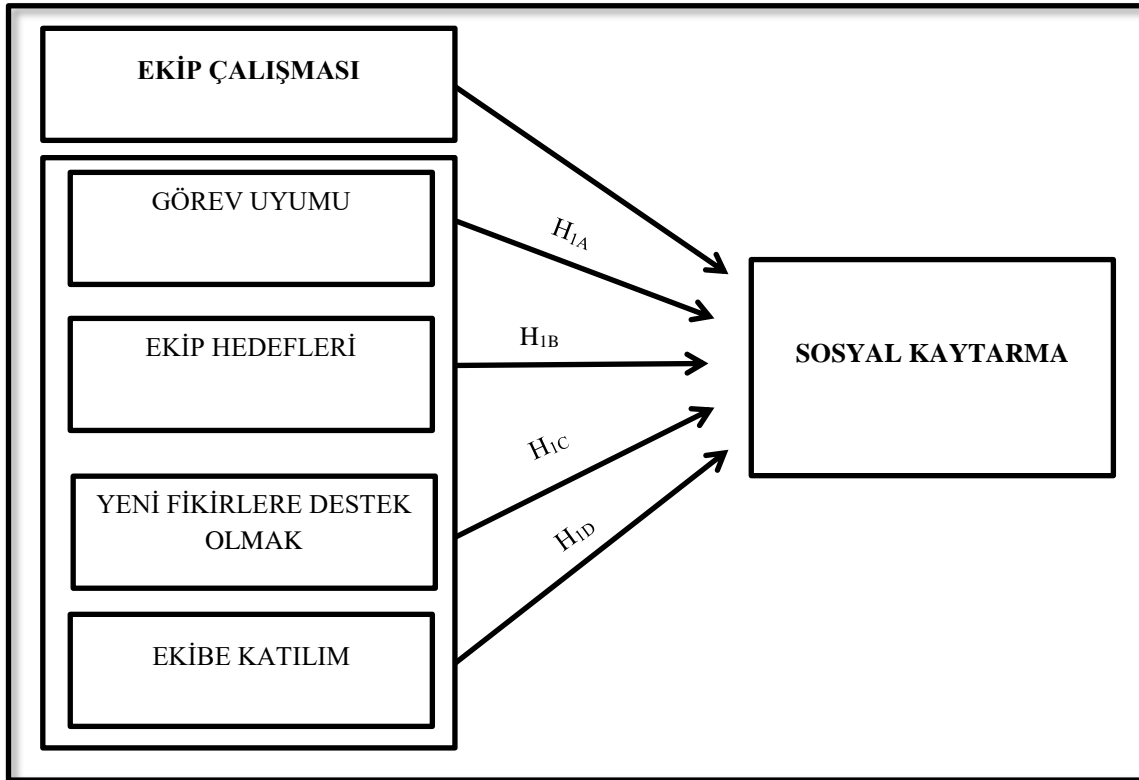 EKİP ÇALIŞMASI
GÖREV UYUMU
H1A
EKİP HEDEFLERİ
H1B
SOSYAL KAYTARMA
H1C
YENİ FİKİRLERE DESTEK
OLMAK
H1D
EKİBE KATILIM